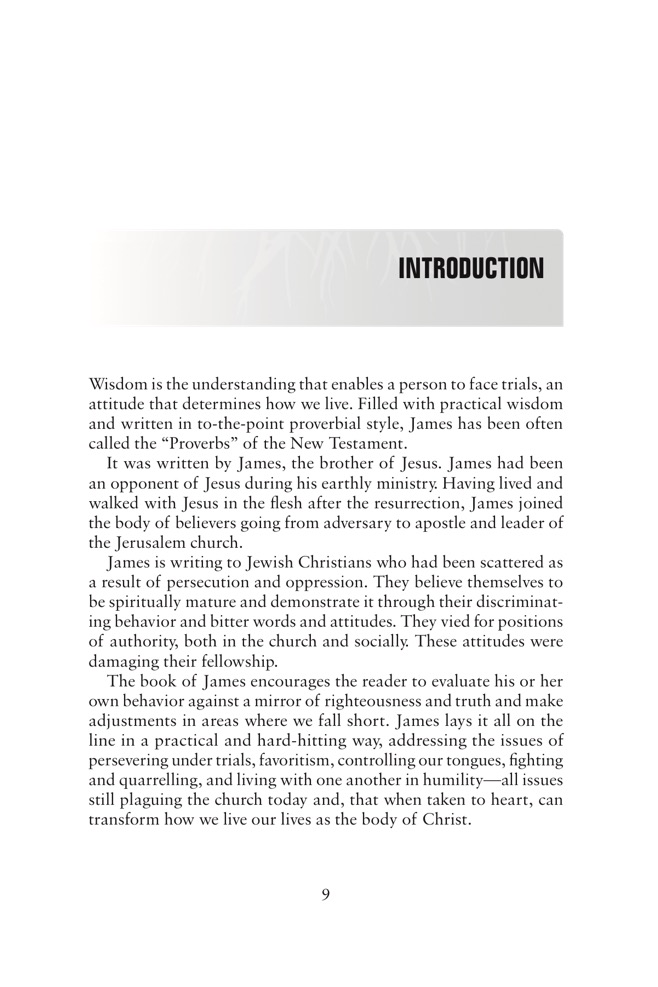 INTRODUCTION
Wisdom is the understanding that enables a person to face trials, an
attitude that determines how we live. Filled with practical wisdom
and written in to-the-point proverbial style, James has been often
called the “Proverbs” of the New Testament.
It was written by James, the brother of Jesus. James had been
an opponent of Jesus during his earthly ministry. Having lived and
walked with Jesus in the flesh after the resurrection, James joined
the body of believers going from adversary to apostle and leader of
the Jerusalem church.
James is writing to Jewish Christians who had been scattered as
a result of persecution and oppression. They believe themselves to
be spiritually mature and demonstrate it through their discriminat-
ing behavior and bitter words and attitudes. They vied for positions
of authority, both in the church and socially. These attitudes were
damaging their fellowship.
The book of James encourages the reader to evaluate his or her
own behavior against a mirror of righteousness and truth and make
adjustments in areas where we fall short. James lays it all on the
line in a practical and hard-hitting way, addressing the issues of
persevering under trials, favoritism, controlling our tongues, fighting
and quarrelling, and living with one another in humility—all issues
still plaguing the church today and, that when taken to heart, can
transform how we live our lives as the body of Christ.
9